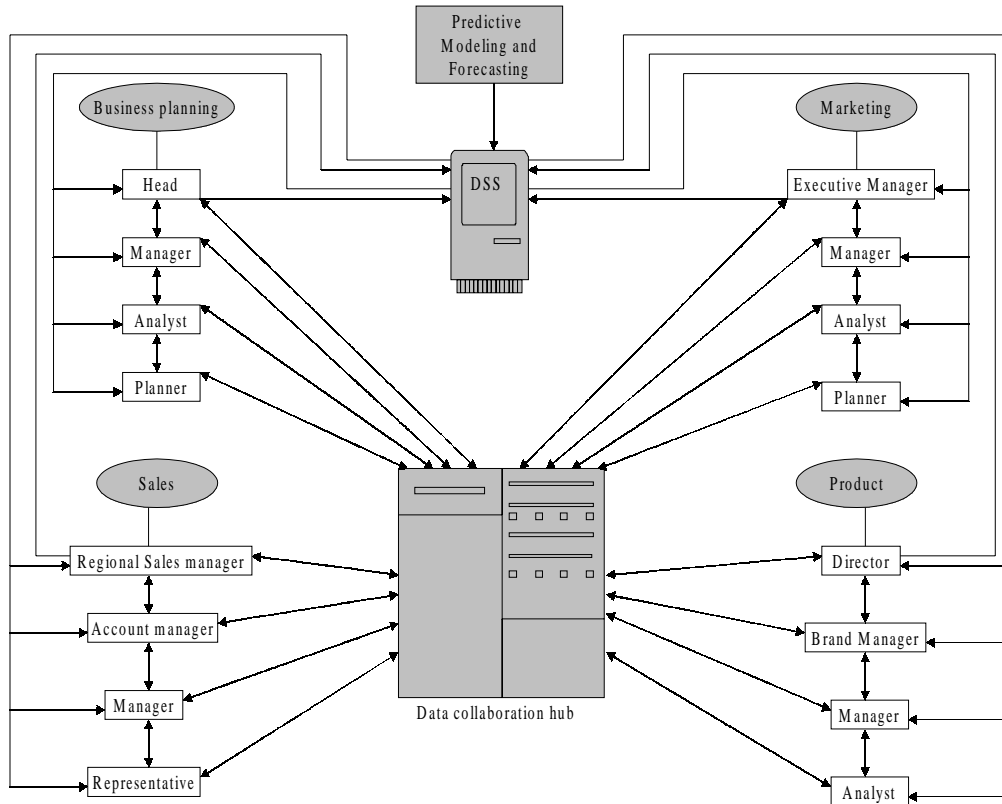 Predictive
Modeling and
Forecasting
Business planning
Marketing
DSS
Head
Executive Manager
Manager
Manager
Analyst
Analyst
Planner
Planner
Sales
Product
Regional Sales manager
Director
Account manager
Brand Manager
Manager
Manager
Data collaboration hub
Representative
Analyst